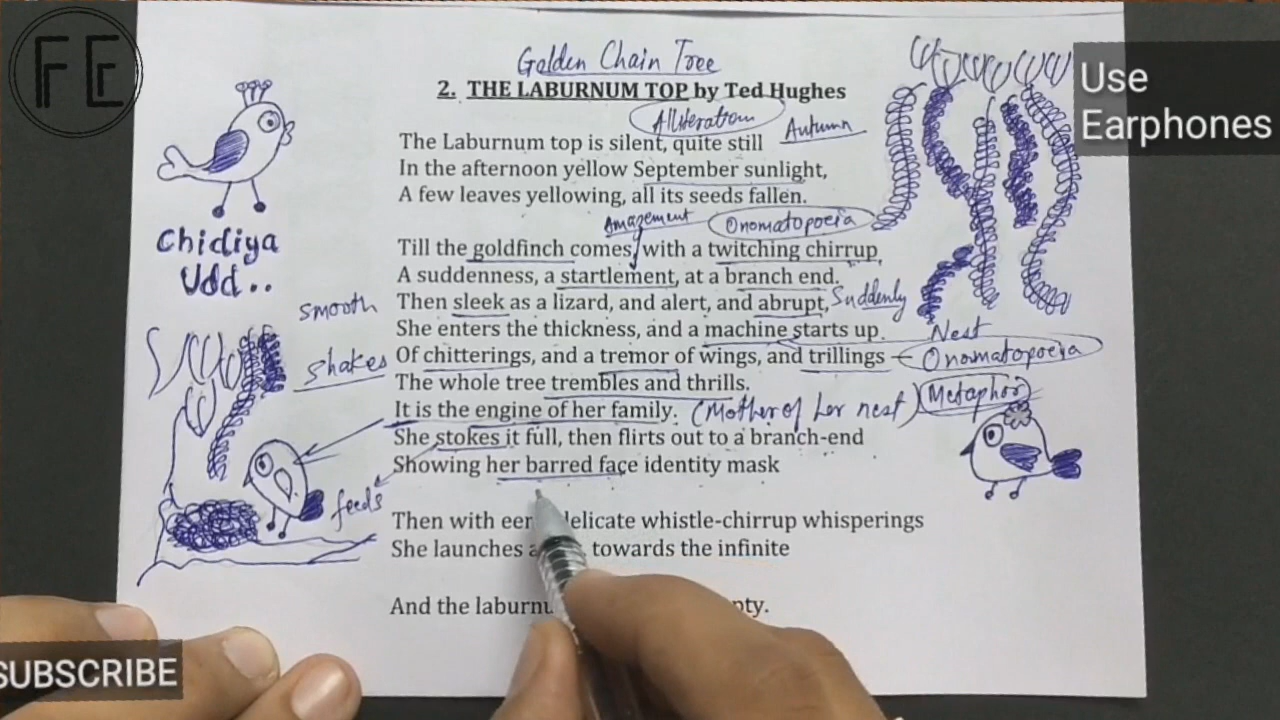 FE
Golden Chain Tree
Use
Earphones
2. THE LABURNUM TOP by Ted Hughes
Alliteration
Autumn
The Laburnum top is silent, quite still
In the afternoon yellow September sunlight,
A few leaves yellowing, all its seeds fallen.
Amazement Onomatopoeia
Till the goldfinch comes, with a twitching chirrup
A suddenness, a startlement, at a branch end.
Then sleek as a lizard, and alert, and abrupt, Suddenly
She enters the thickness, and a machine starts up. Nest
Of chitterings, and a tremor of wings, and trillings – Onomatopoeia
The whole tree trembles and thrills.
It is the engine of her family. (Mother of her nest) Metaphor
She stokes it full, then flirts out to a branch-end
Showing her barred face identity mask
Then with delicate whistle-chirrup whisperings
She launches towards the infinite
And the
Chidiya
Udd..
smooth
shakes
feeds
SUBSCRIBE